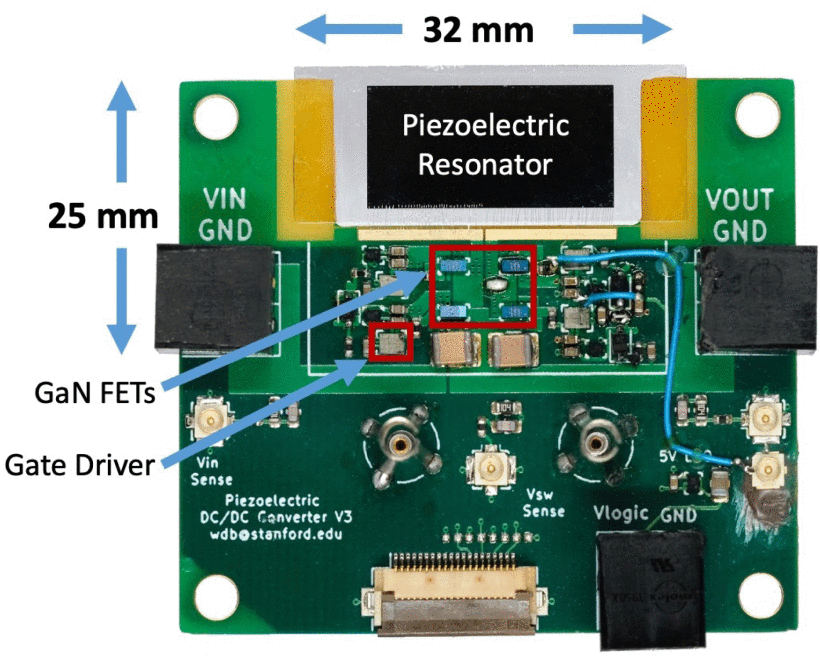 32 mm
Piezoelectric
Resonator
25 mm
VIN
GND
VOUT
GND
GaN FETs
Gate Driver
Vin
Sense
Vsw
Sense
5V
Vlogic GND
Piezoelectric
DC/DC Converter V3
wdb@stanford.edu